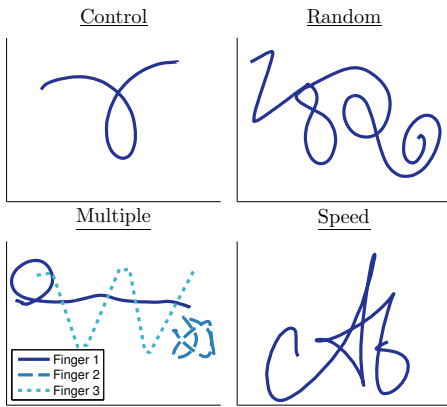 Control
Random
Multiple
Speed
Finger 1
Finger 2
Finger 3